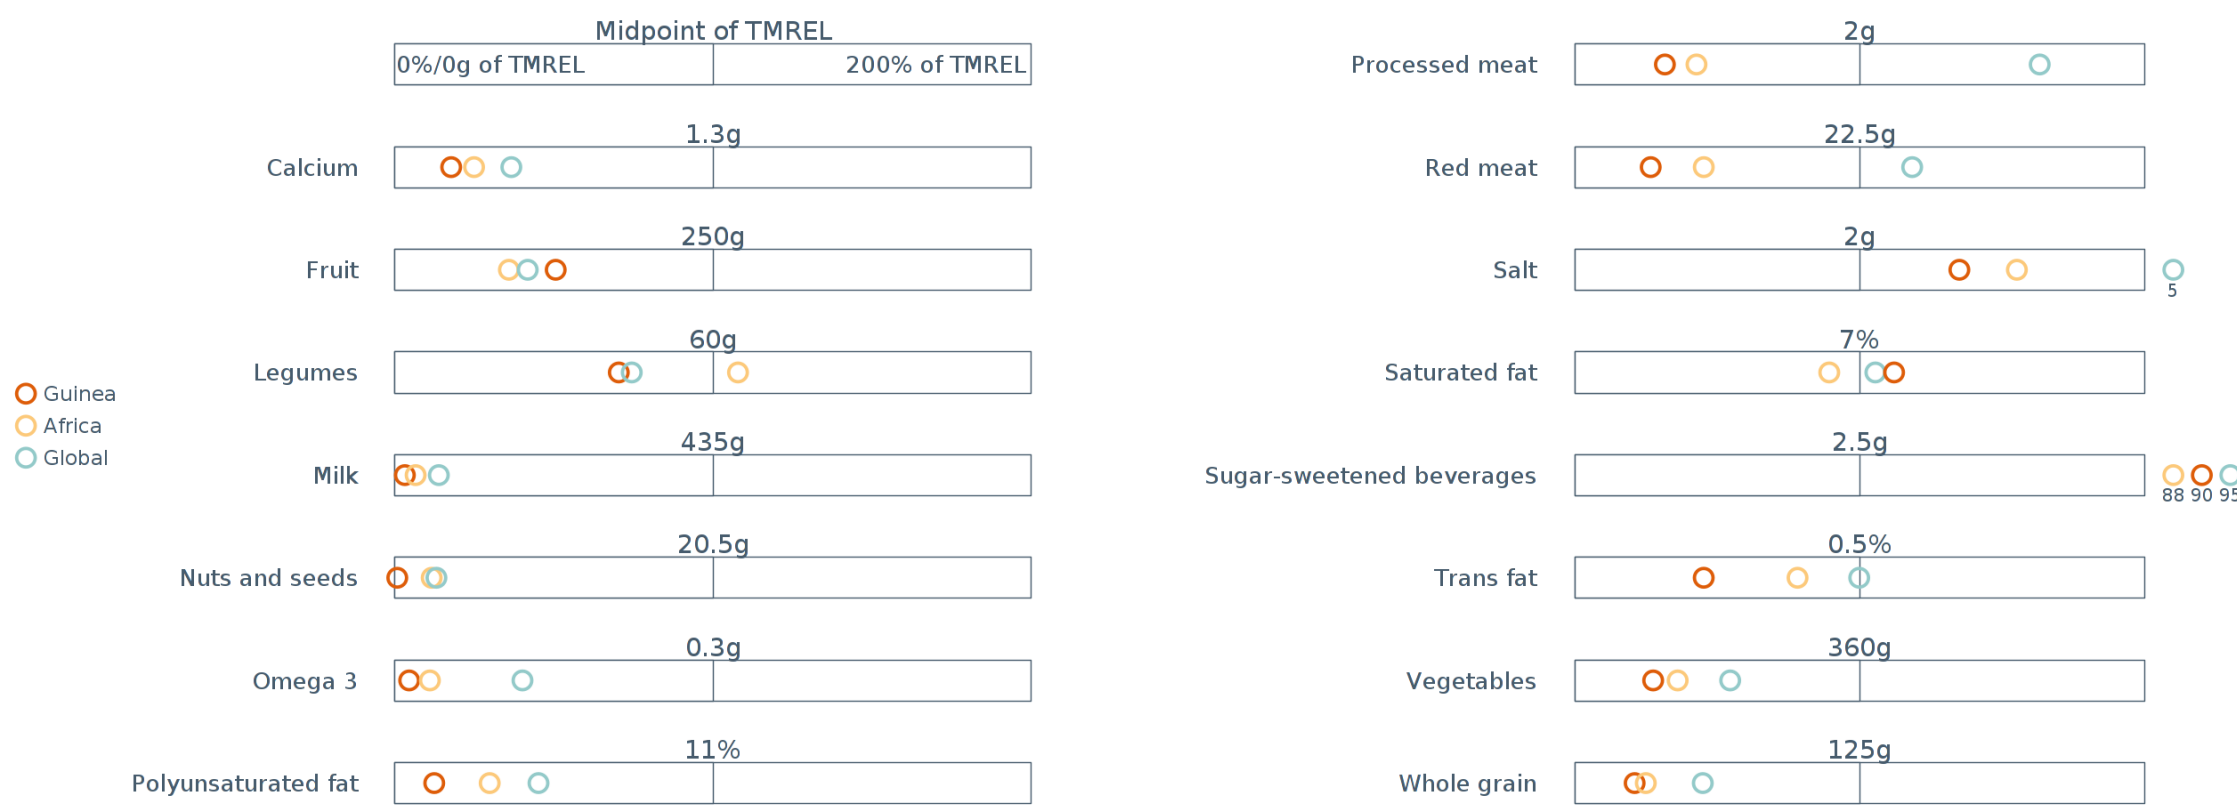 Midpoint of TMREL
0%/0g of TMREL 200% of TMREL
Calcium 1.3g
Fruit 250g
Legumes 60g
Milk 435g
Nuts and seeds 20.5g
Omega 3 0.3g
Polyunsaturated fat 11%
Guinea
Africa
Global
Processed meat 2g
Red meat 22.5g
Salt 2g
5
Saturated fat 7%
Sugar-sweetened beverages 2.5g
88 90 95
Trans fat 0.5%
Vegetables 360g
Whole grain 125g